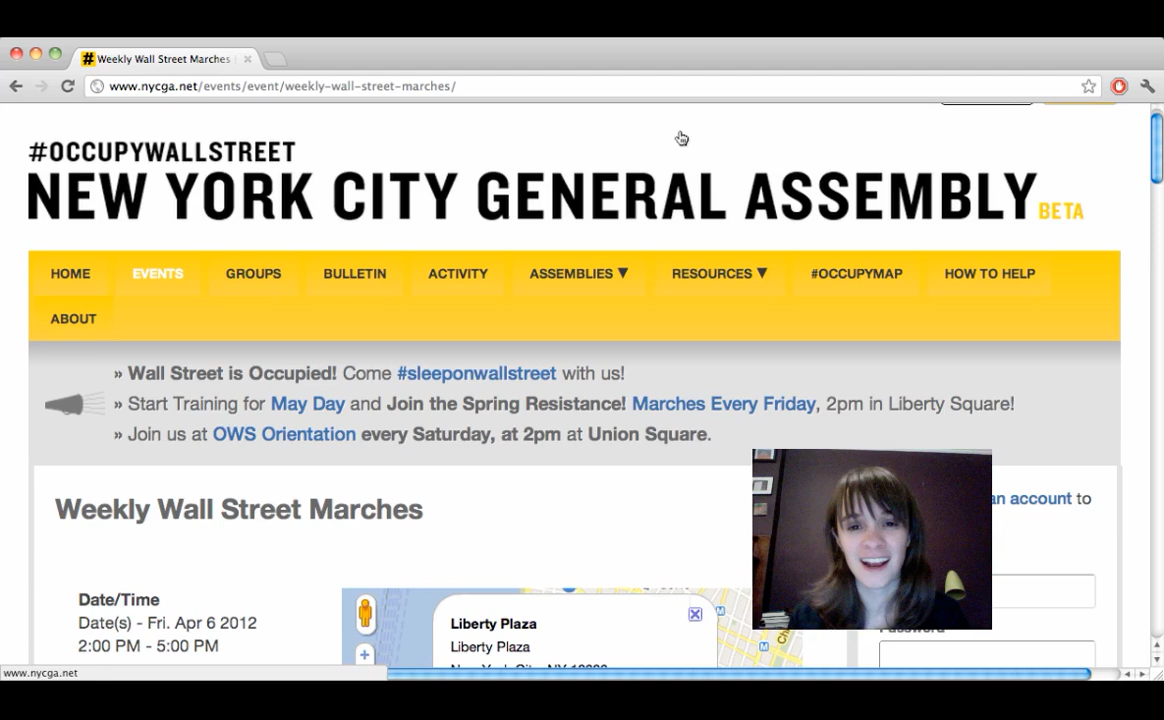 Weekly Wall Street Marches
www.nycga.net/events/event/weekly-wall-street-marches/
#OCCUPYWALLSTREET
NEW YORK CITY GENERAL ASSEMBLY BETA
HOME EVENTS GROUPS BULLETIN ACTIVITY ASSEMBLIES ▼ RESOURCES ▼ #OCCUPYMAP HOW TO HELP
ABOUT
» Wall Street is Occupied! Come #sleeponwallstreet with us!
» Start Training for May Day and Join the Spring Resistance! Marches Every Friday, 2pm in Liberty Square!
» Join us at OWS Orientation every Saturday, at 2pm at Union Square.
Weekly Wall Street Marches
an account to
Date/Time
Date(s) - Fri. Apr 6 2012
2:00 PM - 5:00 PM
Liberty Plaza
Liberty Plaza
New York City, NY
www.nycga.net